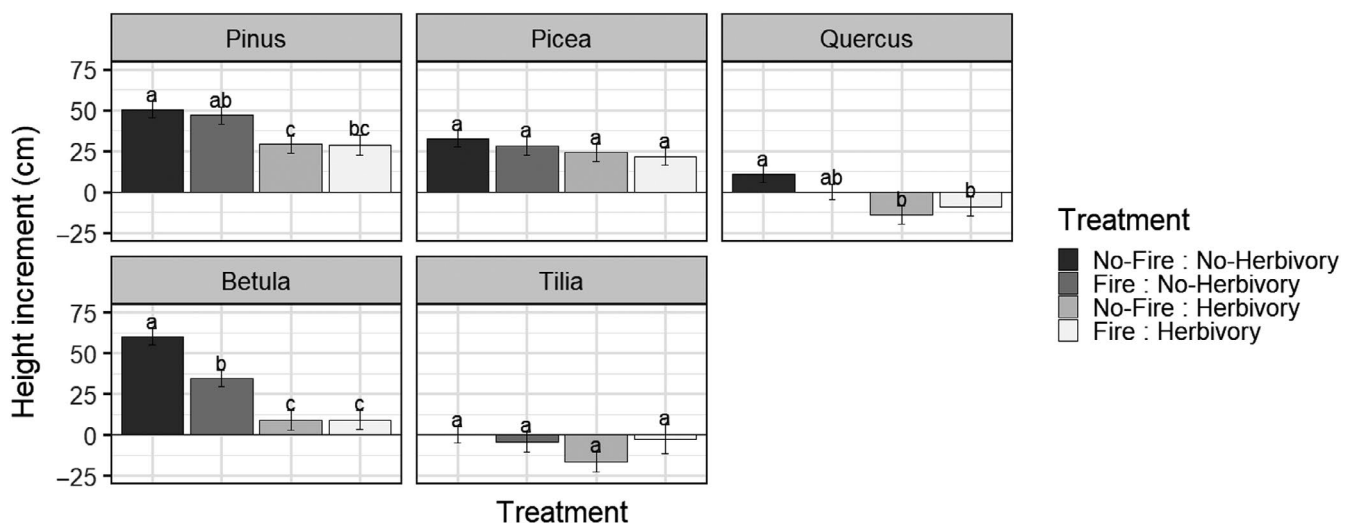 Pinus Picea Quercus
75
50
25
0
−25
a ab c bc
a a a a
a ab b b
Betula Tilia
75
50
25
0
−25
a b c c
a a a a
Height increment (cm)
Treatment
Treatment
No-Fire : No-Herbivory
Fire : No-Herbivory
No-Fire : Herbivory
Fire : Herbivory